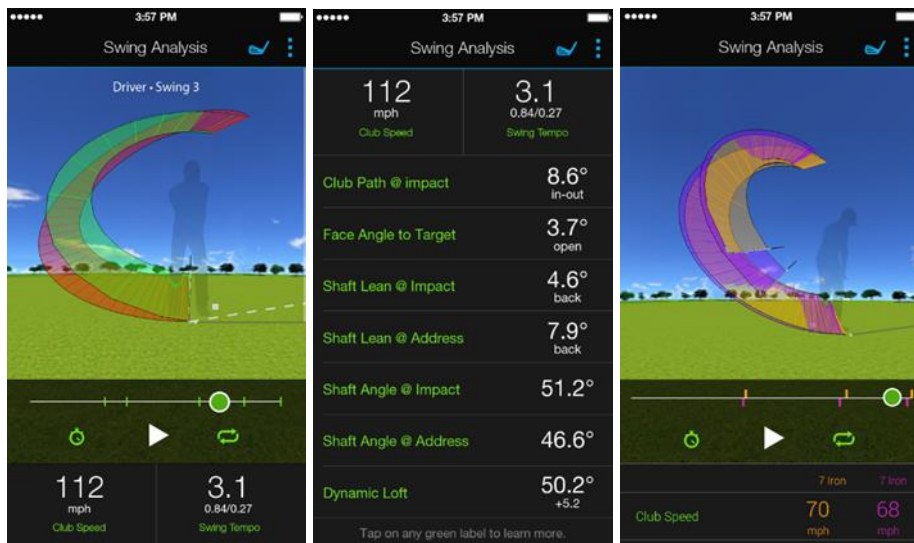 3:57 PM
Swing Analysis
Driver • Swing 3
112
mph
Club Speed
3.1
0.84/0.27
Swing Tempo
3:57 PM
Swing Analysis
112
mph
Club Speed
3.1
0.84/0.27
Swing Tempo
Club Path @ impact
8.6°
in-out
Face Angle to Target
3.7°
open
Shaft Lean @ Impact
4.6°
back
Shaft Lean @ Address
7.9°
back
Shaft Angle @ Impact
51.2°
Shaft Angle @ Address
46.6°
Dynamic Loft
50.2°
+5.2
Tap on any green label to learn more.
3:57 PM
Swing Analysis
7 Iron
7 Iron
Club Speed
70
mph
68
mph